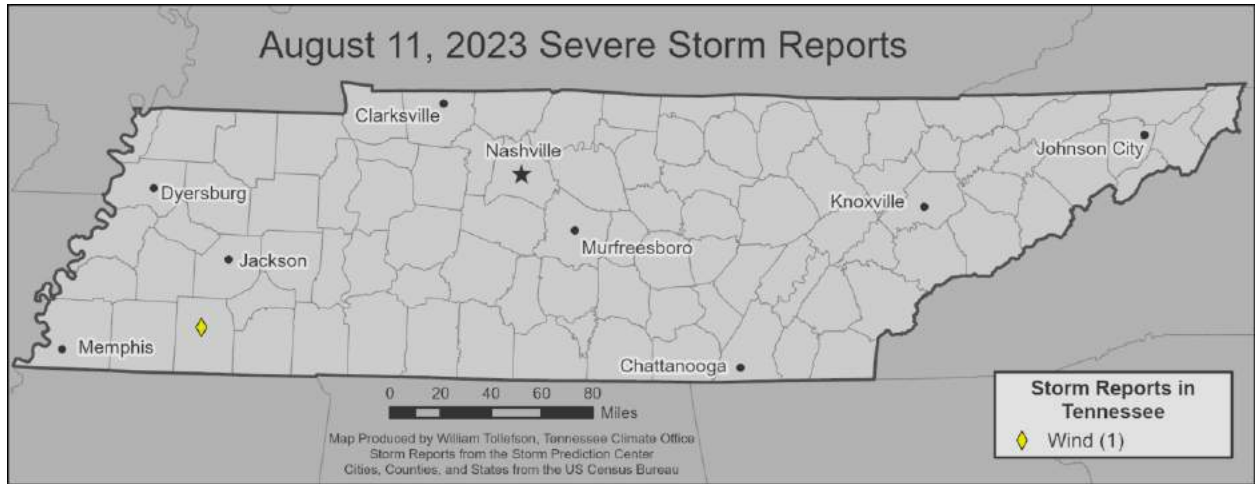 August 11, 2023 Severe Storm Reports
Clarksville
Nashville
Johnson City
Dyersburg
Knoxville
Murfreesboro
Jackson
Memphis
Chattanooga
0 20 40 60 80
Miles
Map Produced by William Tollefson, Tennessee Climate Office
Storm Reports from the Storm Prediction Center
Cities, Counties, and States from the US Census Bureau
Storm Reports in
Tennessee
Wind (1)